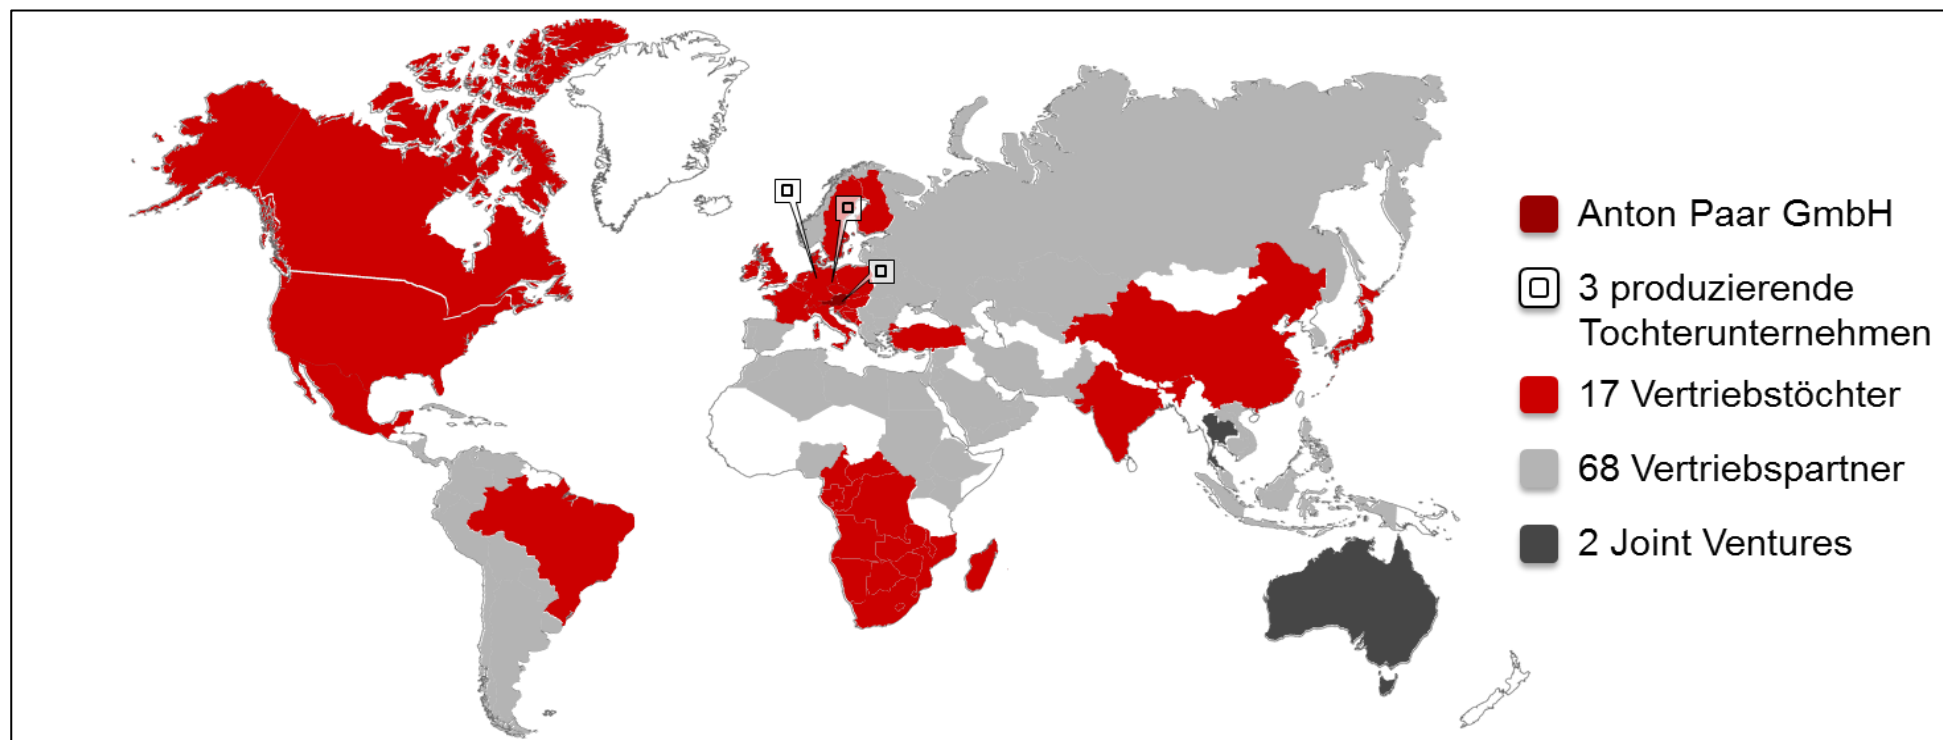 Anton Paar GmbH
3 produzierende
Tochterunternehmen
17 Vertriebstöchter
68 Vertriebspartner
2 Joint Ventures